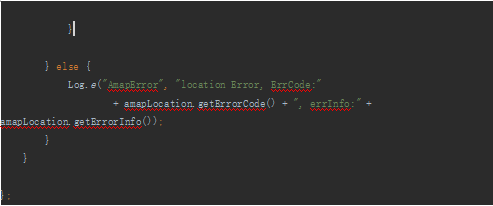 }
} else {
Log.e("AmapError", "location Error, ErrCode:"
+ amapLocation.getErrorCode() + ", errInfo:" +
amapLocation.getErrorInfo());
}
}
};